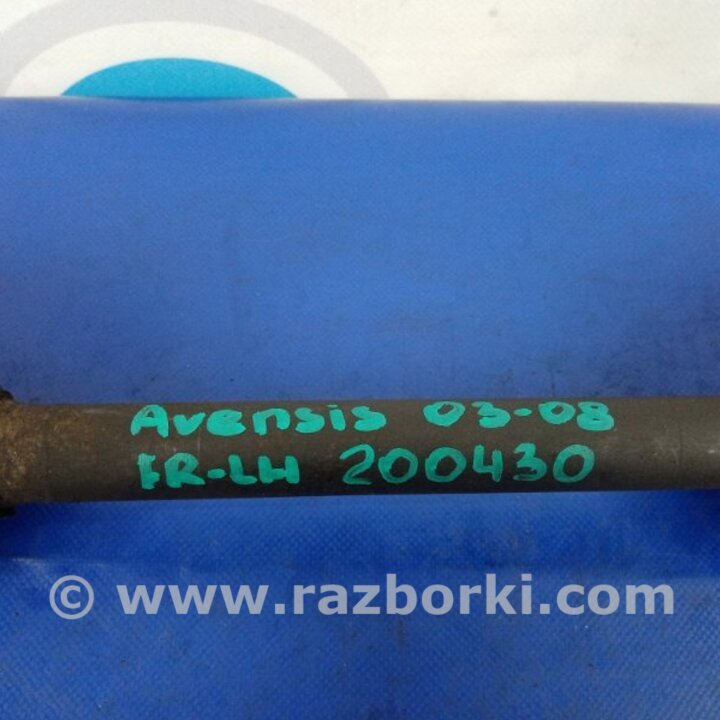 Avensis 03-08
FR-LH 200430
© www.razborki.com